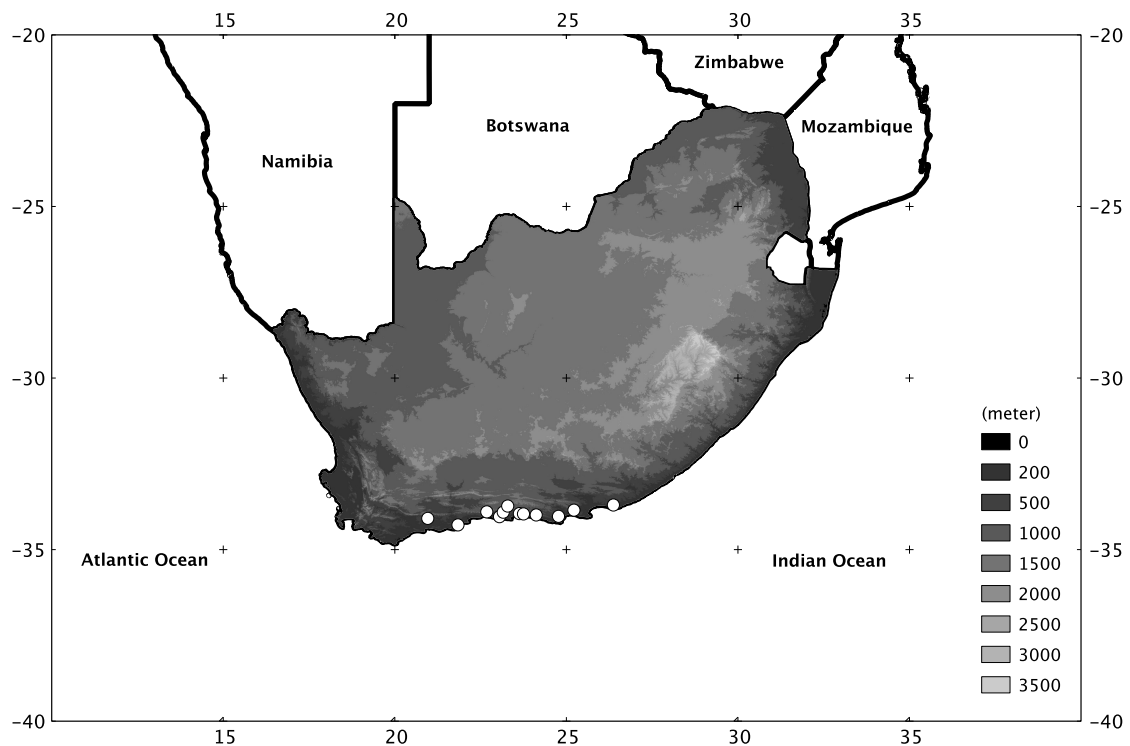 15 20 25 30 35
-20 -20
Zimbabwe
Botswana
Mozambique
Namibia
-25 -25
-30 -30
(meter)
0
200
500
1000
1500
2000
2500
3000
3500
-35 -35
Atlantic Ocean
Indian Ocean
-40 -40
15 20 25 30 35